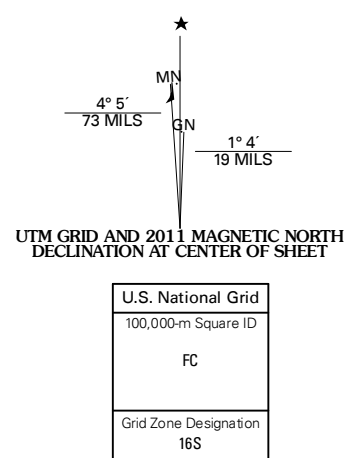 ★
MN
4° 5´
73 MILS
GN
1° 4´
19 MILS
UTM GRID AND 2011 MAGNETIC NORTH
DECLINATION AT CENTER OF SHEET
U.S. National Grid
100,000-m Square ID
FC
Grid Zone Designation
16S